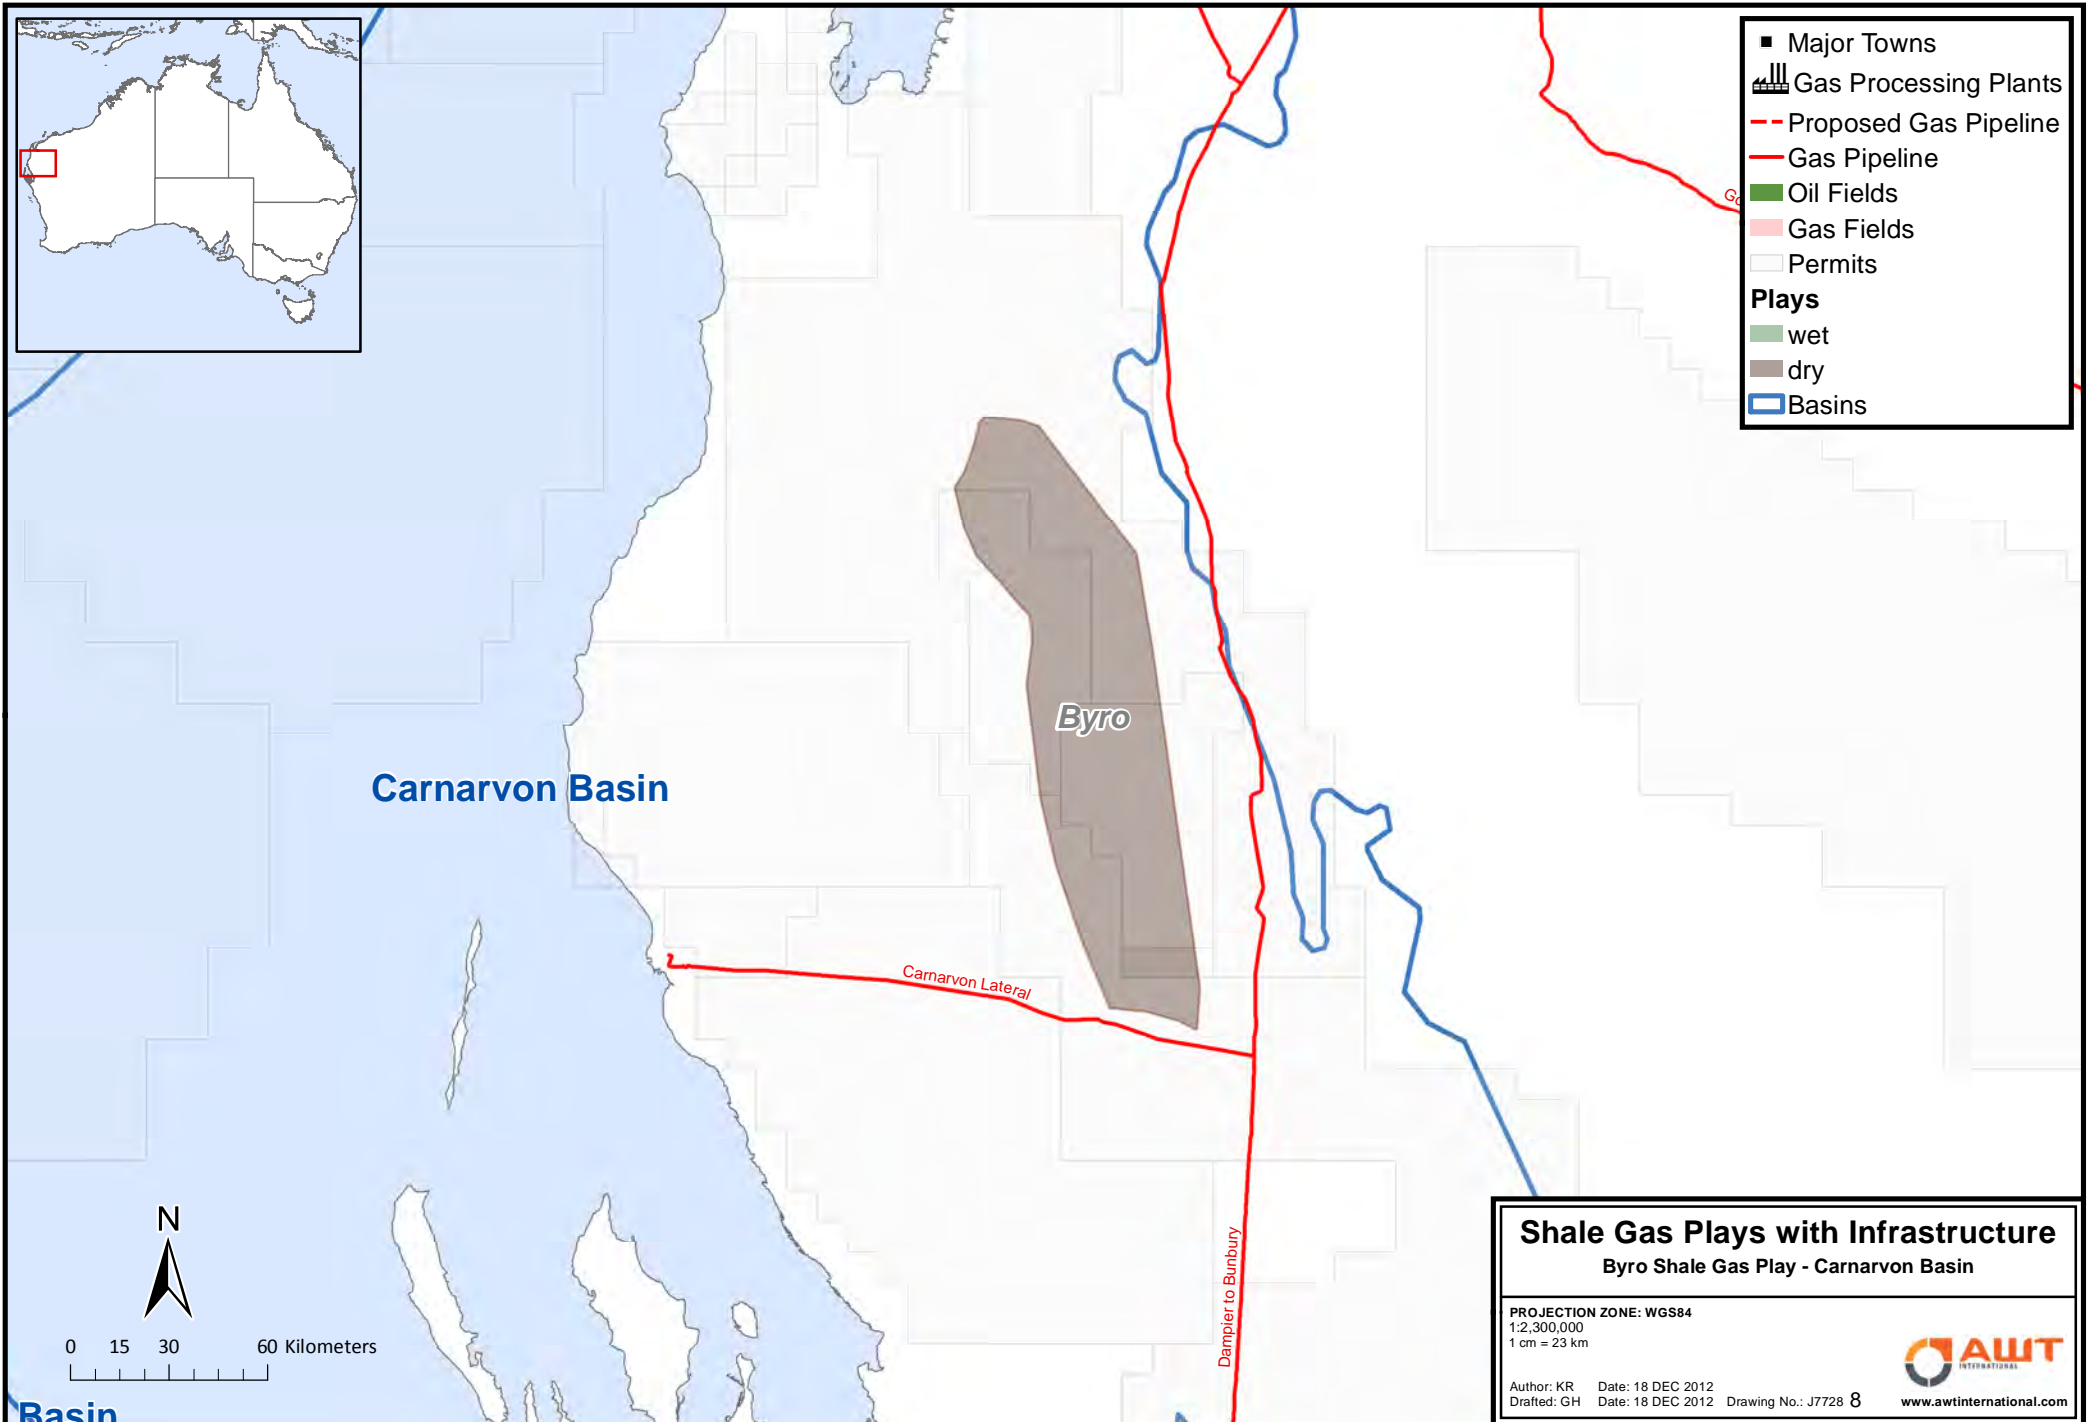 Major Towns
Gas Processing Plants
Proposed Gas Pipeline
Gas Pipeline
Oil Fields
Gas Fields
Permits
Plays
wet
dry
Basins
Go
Byro
Carnarvon Basin
Carnarvon Lateral
Dampier to Bunbury
N
0 15 30 60 Kilometers
Basin
Shale Gas Plays with Infrastructure
Byro Shale Gas Play - Carnarvon Basin
PROJECTION ZONE: WGS84
1:2,300,000
1 cm = 23 km
Author: KR Date: 18 DEC 2012
Drafted: GH Date: 18 DEC 2012 Drawing No.: J7728 8
AWT
INTERNATIONAL
www.awtinternational.com